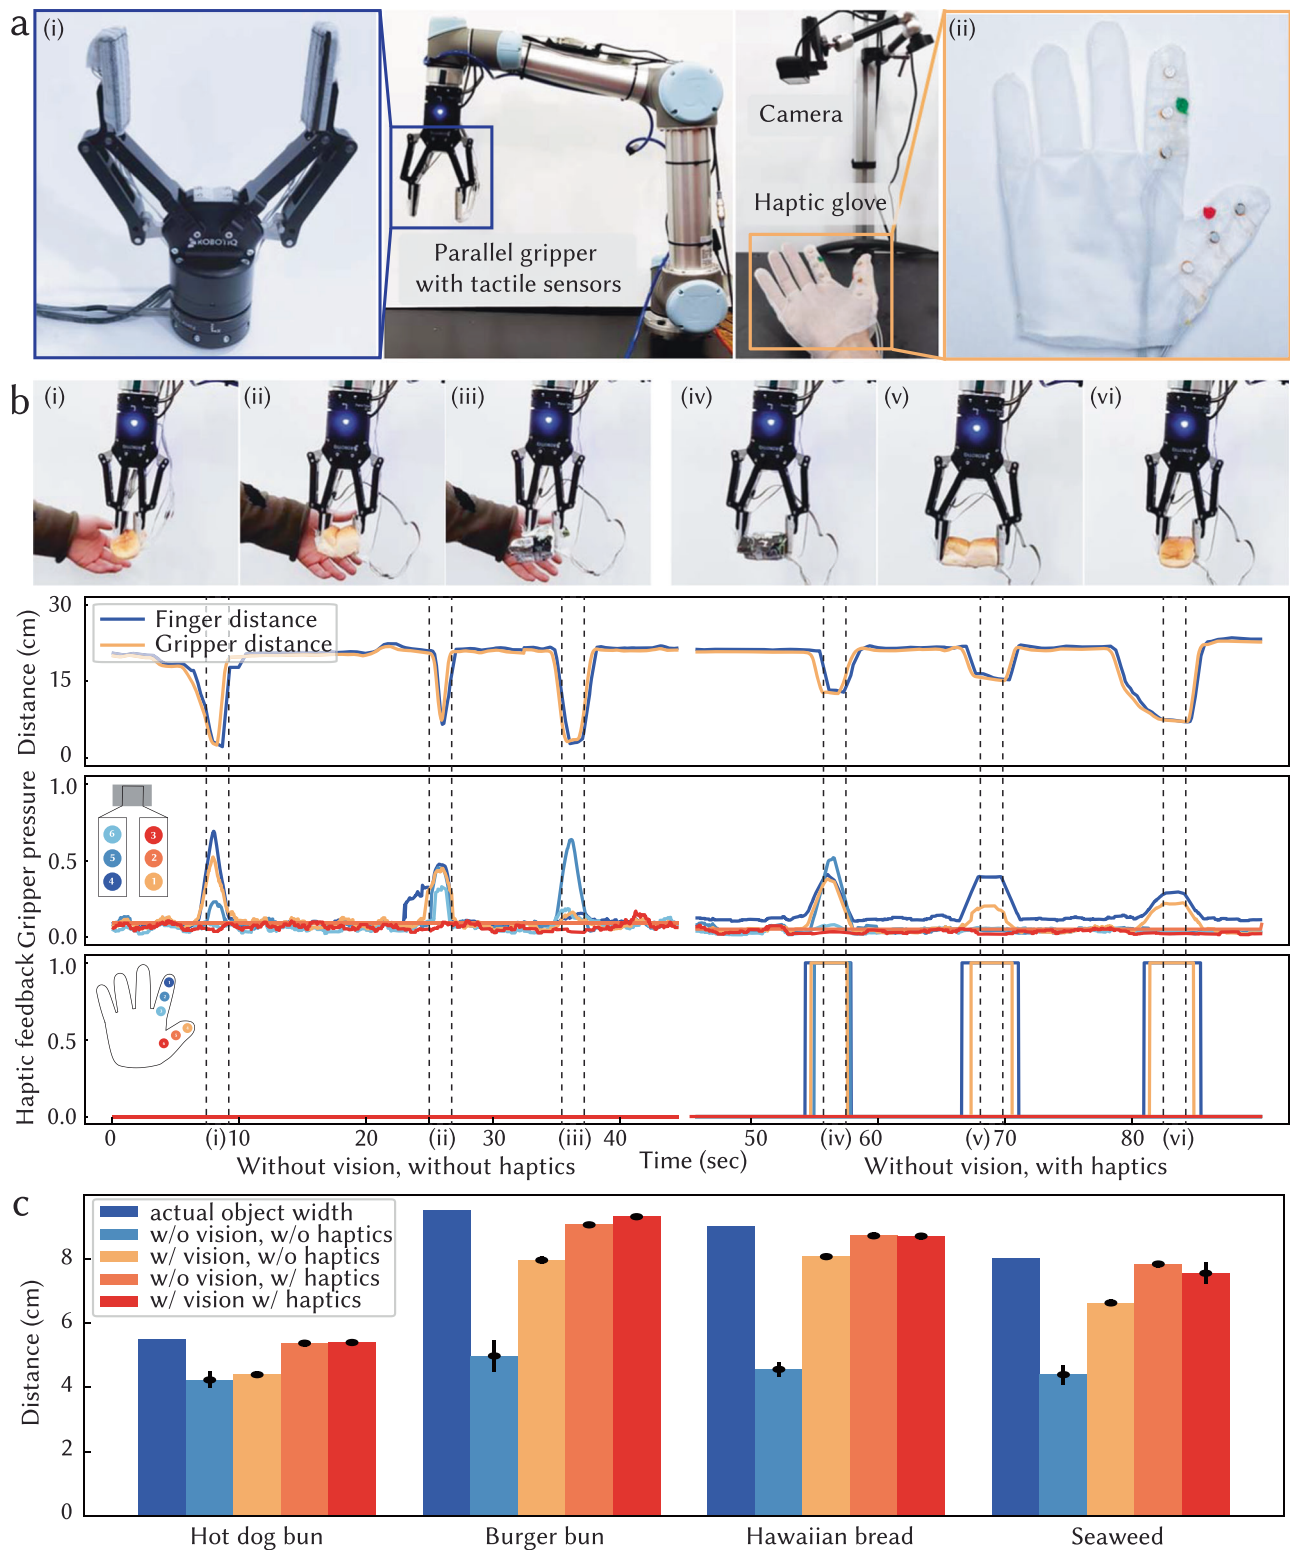 a
(i)
ROBOTIQ
Parallel gripper
with tactile sensors
Camera
Haptic glove
(ii)
b
(i)
(ii)
(iii)
(iv)
(v)
(vi)
Distance (cm)
30
15
0
Finger distance
Gripper distance
Gripper pressure
1.0
0.5
0.0
6
3
5
2
4
1
Haptic feedback
1.0
0.5
0.0
0
(i)
10
20
(ii)
30
(iii)
40
50
(iv)
60
(v)
70
80
(vi)
Without vision, without haptics
Time (sec)
Without vision, with haptics
c
Distance (cm)
8
6
4
2
0
actual object width
w/o vision, w/o haptics
w/ vision, w/o haptics
w/o vision, w/ haptics
w/ vision w/ haptics
Hot dog bun
Burger bun
Hawaiian bread
Seaweed